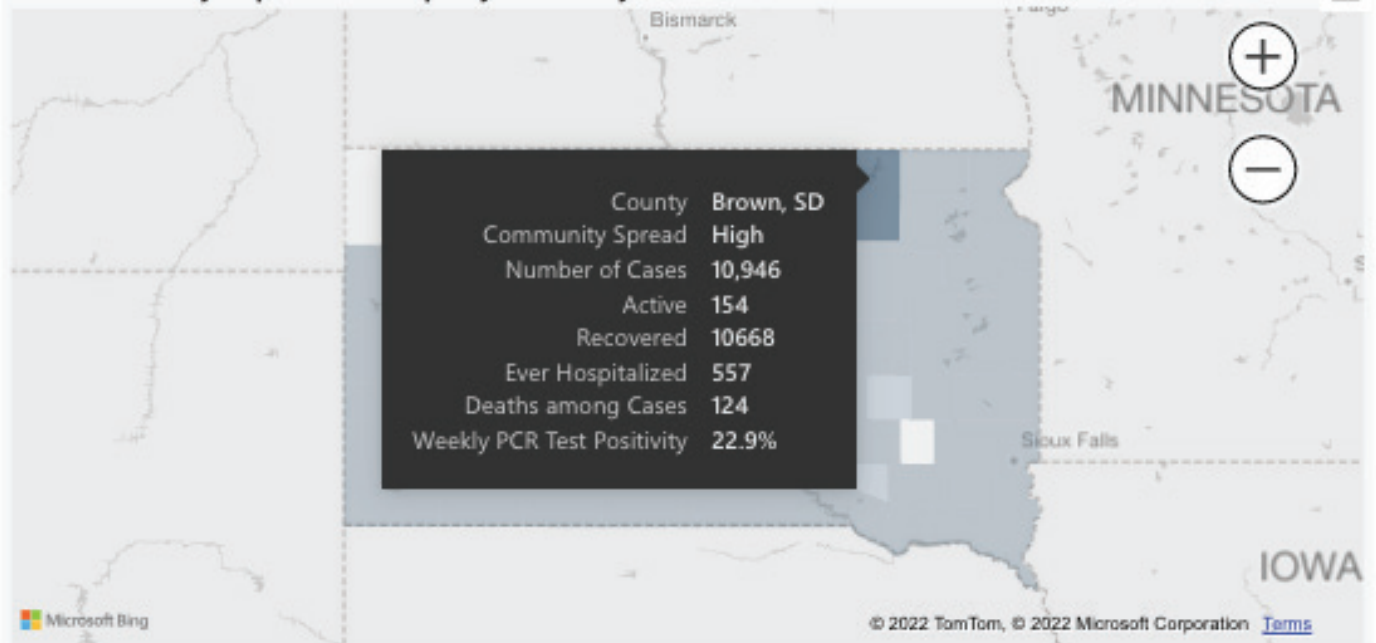 Bismarck
MINNESOTA
County Brown, SD
Community Spread High
Number of Cases 10,946
Active 154
Recovered 10668
Ever Hospitalized 557
Deaths among Cases 124
Weekly PCR Test Positivity 22.9%
Sioux Falls
IOWA
Microsoft Bing
© 2022 TomTom, © 2022 Microsoft Corporation Terms